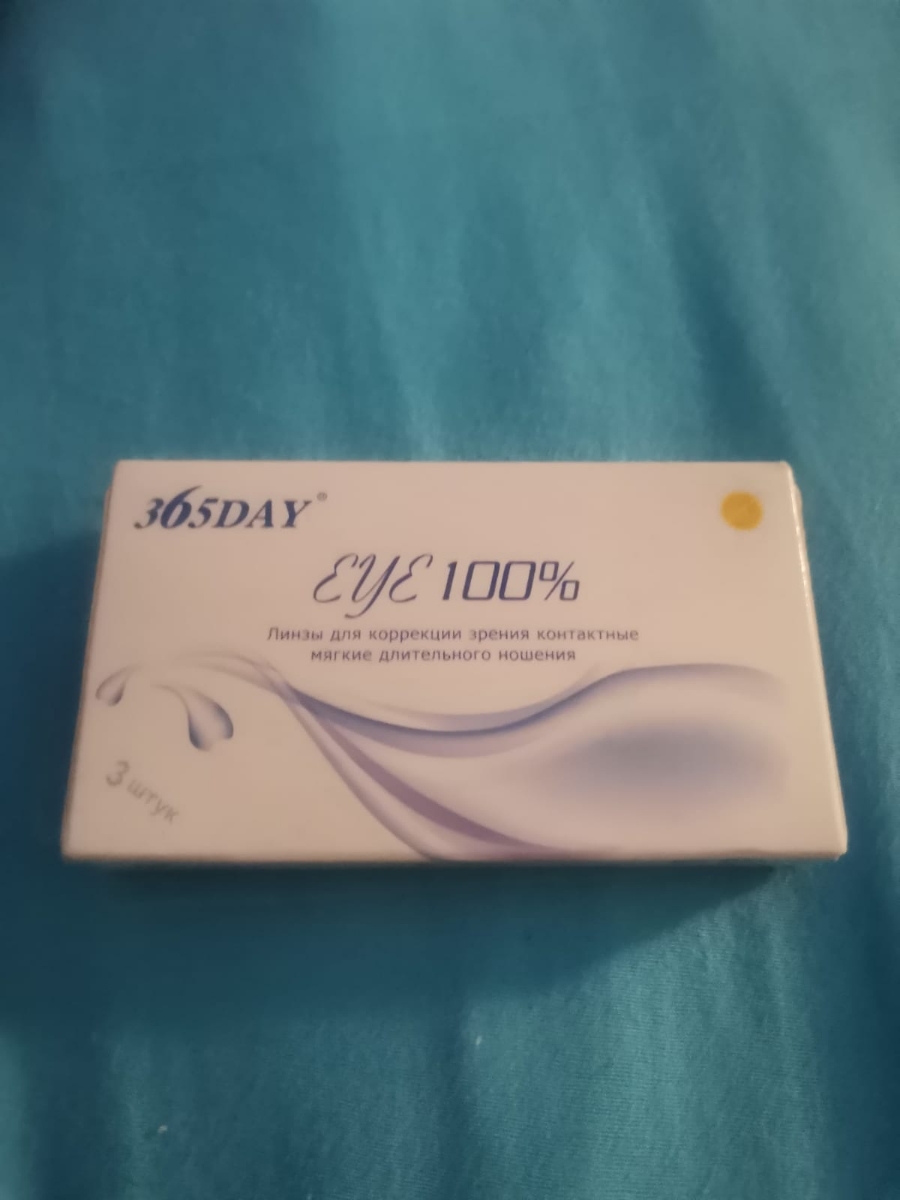 365DAY®
EYE 100%
Линзы для коррекции зрения контактные
мягкие длительного ношения
3 штук